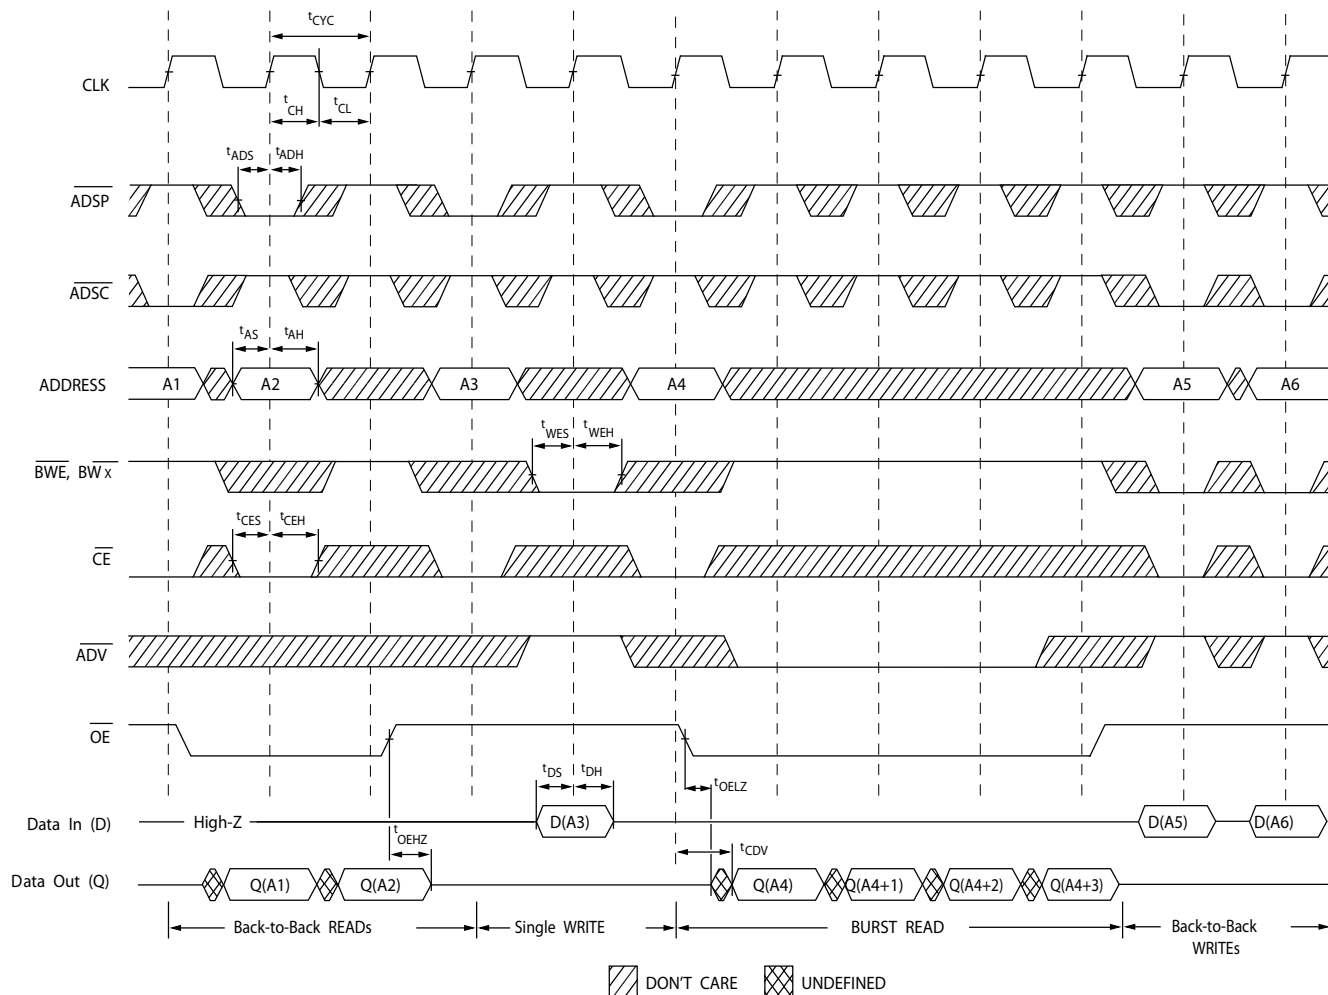 tCYC
CLK
tCH
tCL
tADS
tADH
ADSP
ADSC
tAS
tAH
ADDRESS
A1
A2
A3
A4
A5
A6
tWES
tWEH
BWE, BW x
tCES
tCEH
CE
ADV
OE
tDS
tDH
tOELZ
Data In (D)
High-Z
D(A3)
D(A5)
D(A6)
tOEHZ
tCDV
Data Out (Q)
Q(A1)
Q(A2)
Q(A4)
Q(A4+1)
Q(A4+2)
Q(A4+3)
Back-to-Back READs
Single WRITE
BURST READ
Back-to-Back
WRITEs
DON'T CARE
UNDEFINED